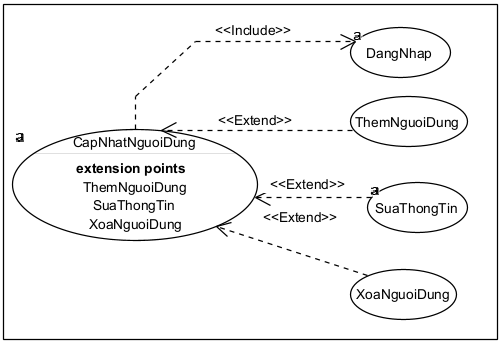 <<Include>>
a
DangNhap
<<Extend>>
ThemNguoiDung
a
CapNhatNguoiDung
extension points
ThemNguoiDung
SuaThongTin
XoaNguoiDung
<<Extend>>
a
SuaThongTin
<<Extend>>
XoaNguoiDung